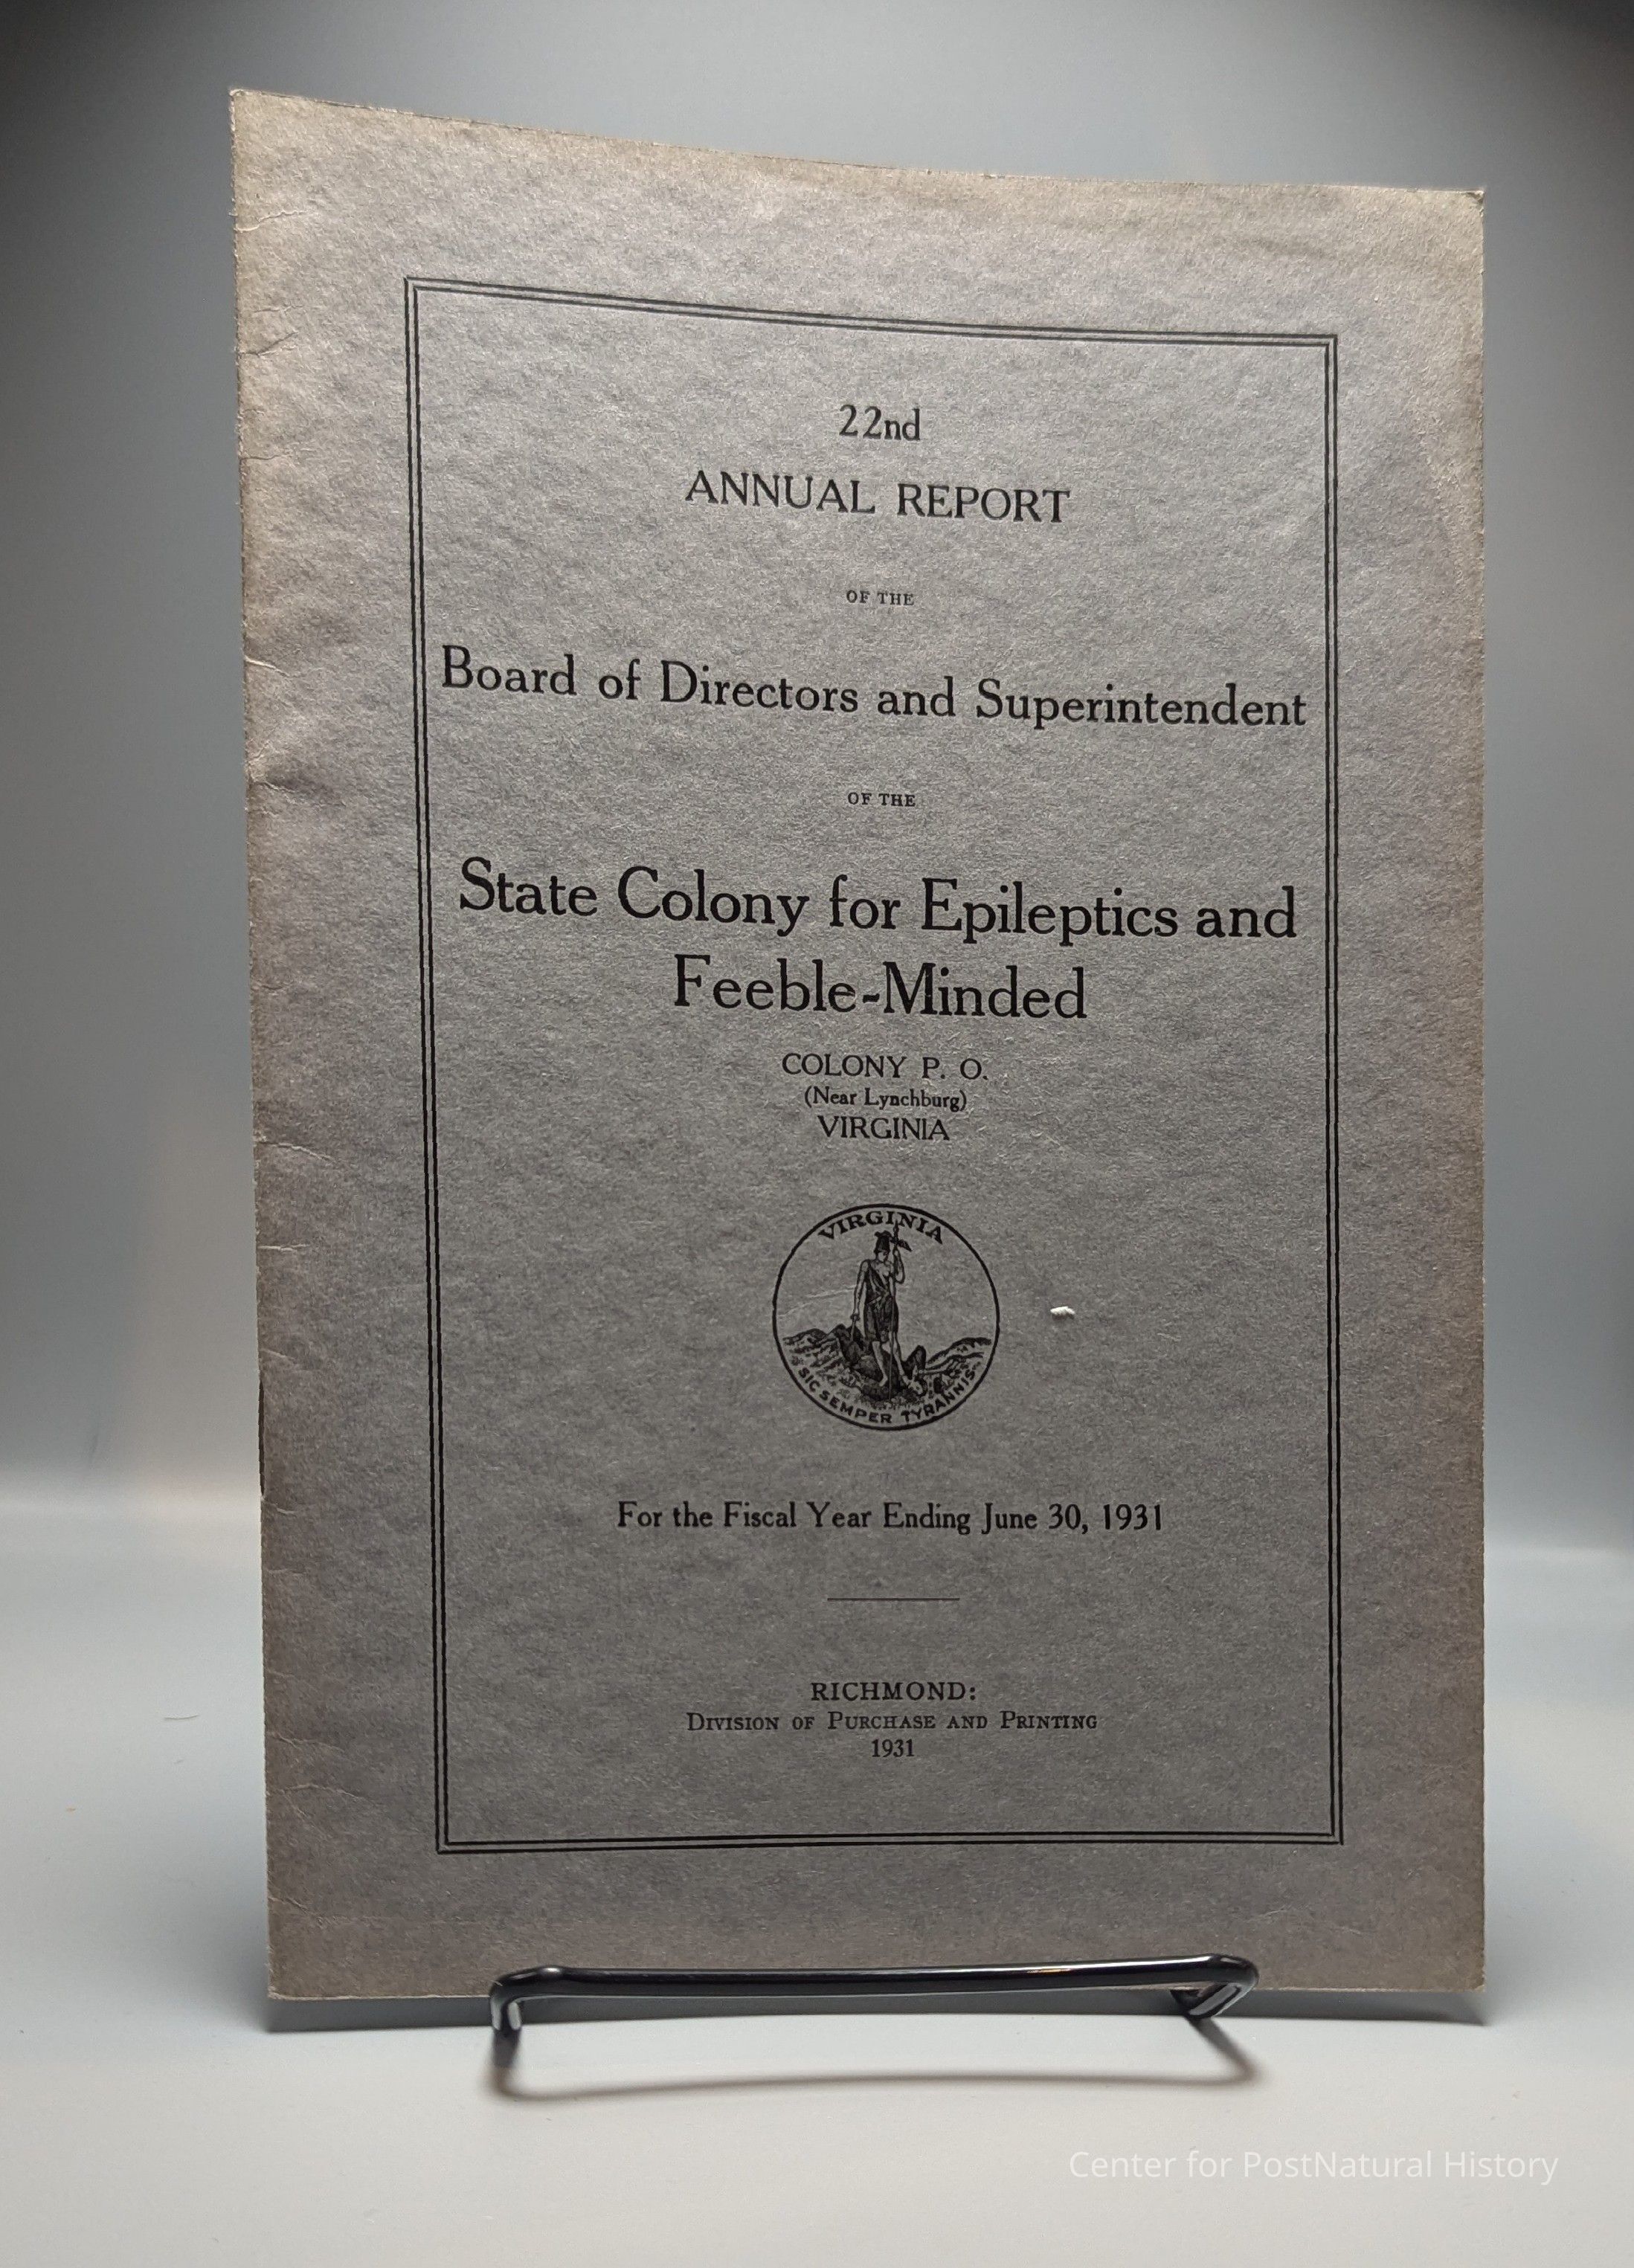 22nd
ANNUAL REPORT
OF THE
Board of Directors and Superintendent
OF THE
State Colony for Epileptics and
Feeble-Minded
COLONY P. O.
(Near Lynchburg)
VIRGINIA
VIRGINIA
SIC SEMPER TYRANNIS
For the Fiscal Year Ending June 30, 1931
RICHMOND:
DIVISION OF PURCHASE AND PRINTING
1931
Center for PostNatural History